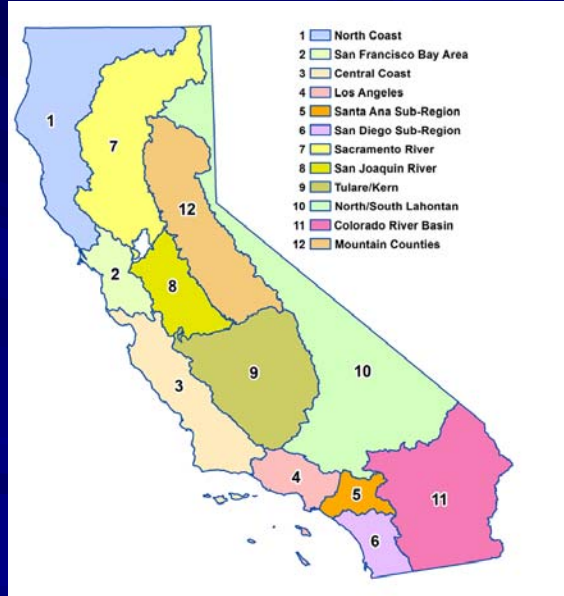 1 North Coast
2 San Francisco Bay Area
3 Central Coast
4 Los Angeles
5 Santa Ana Sub-Region
6 San Diego Sub-Region
7 Sacramento River
8 San Joaquin River
9 Tulare/Kern
10 North/South Lahontan
11 Colorado River Basin
12 Mountain Counties
1
7
12
2
8
3
9
10
4
5
11
6